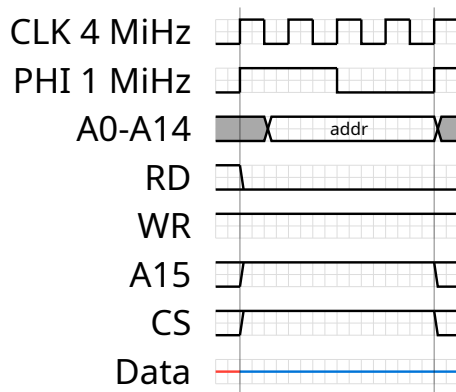 CLK 4 MiHz
PHI 1 MiHz
A0-A14
addr
RD
WR
A15
CS
Data